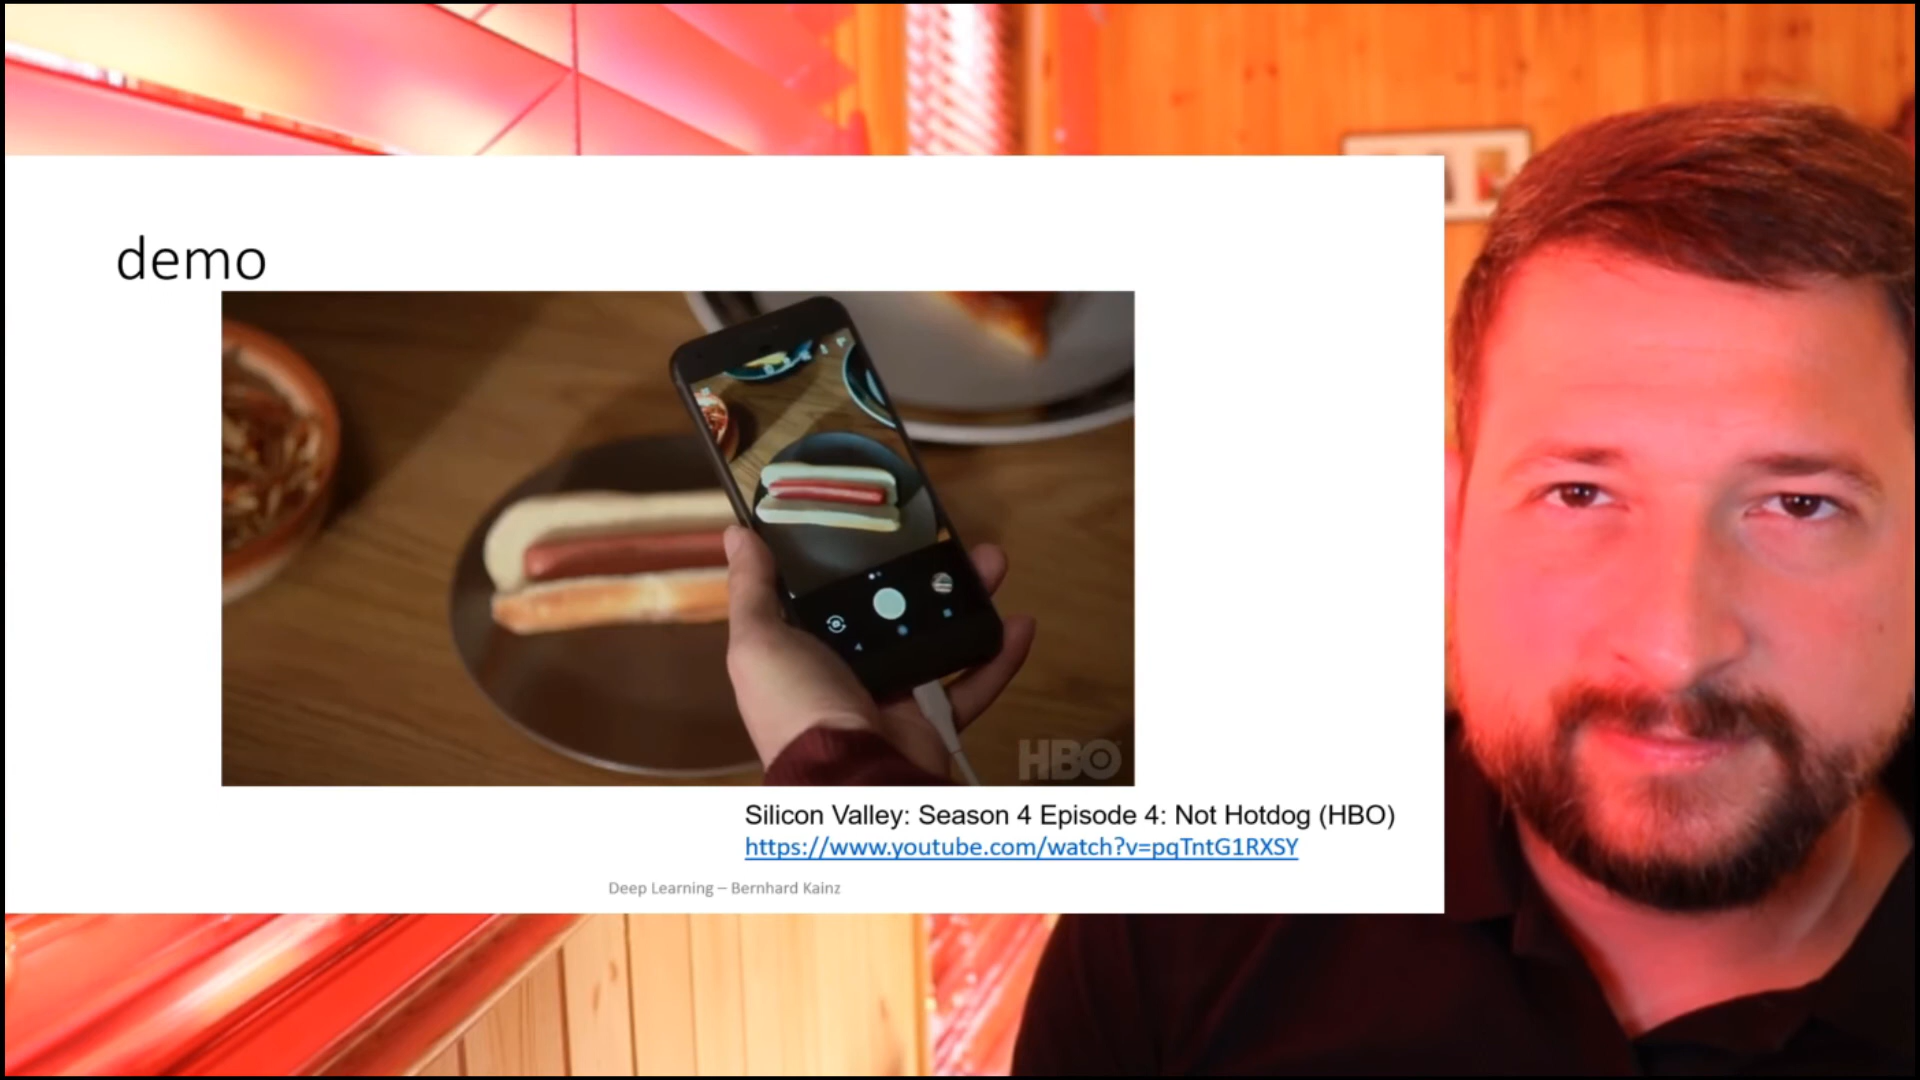 demo
HBO
Silicon Valley: Season 4 Episode 4: Not Hotdog (HBO)
https://www.youtube.com/watch?v=pqTntG1RXSY
Deep Learning – Bernhard Kainz